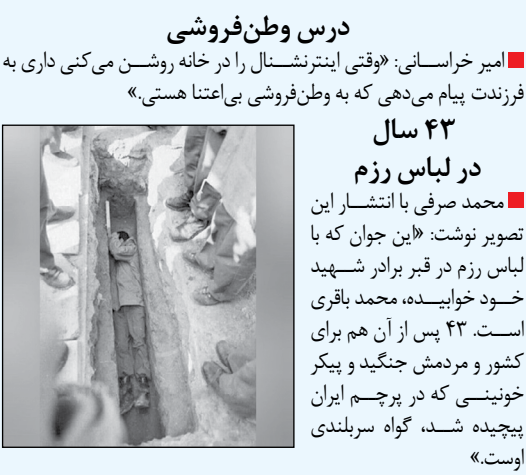 درس وطن‌فروشی
امیر خراسانی: «وقتی اینترنشنال را در خانه روشن می‌کنی داری به
فرزندت پیام می‌دهی که به وطن‌فروشی بی‌اعتنا هستی.»
۴۳ سال
در لباس رزم
محمد صرفی با انتشار این
تصویر نوشت: «این جوان که با
لباس رزم در قبر برادر شهید
خود خوابیده، محمد باقری
است. ۴۳ پس از آن هم برای
کشور و مردمش جنگید و پیکر
خونینی که در پرچم ایران
پیچیده شد، گواه سربلندی
اوست.»